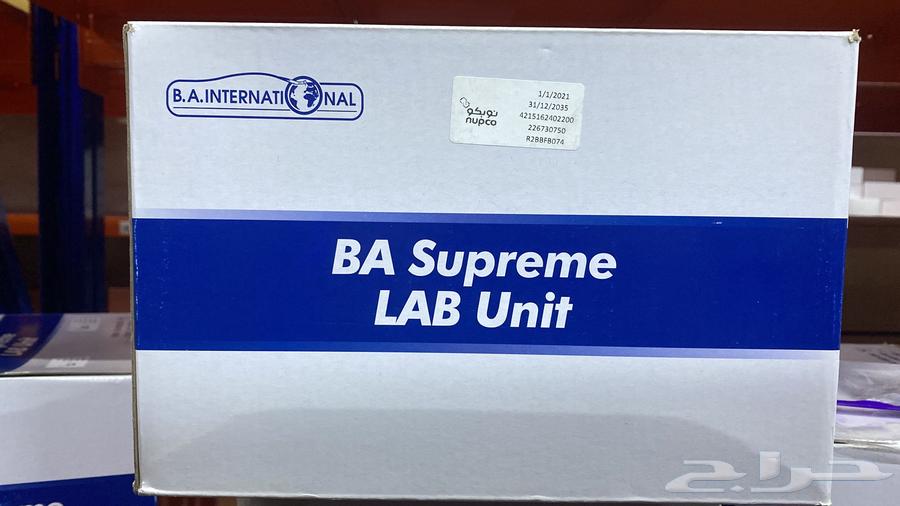 B.A.INTERNATIONAL
نوبكو
nupco
1/1/2021
31/12/2035
4215162402200
226730750
R2BBFB074
BA Supreme
LAB Unit
حراج